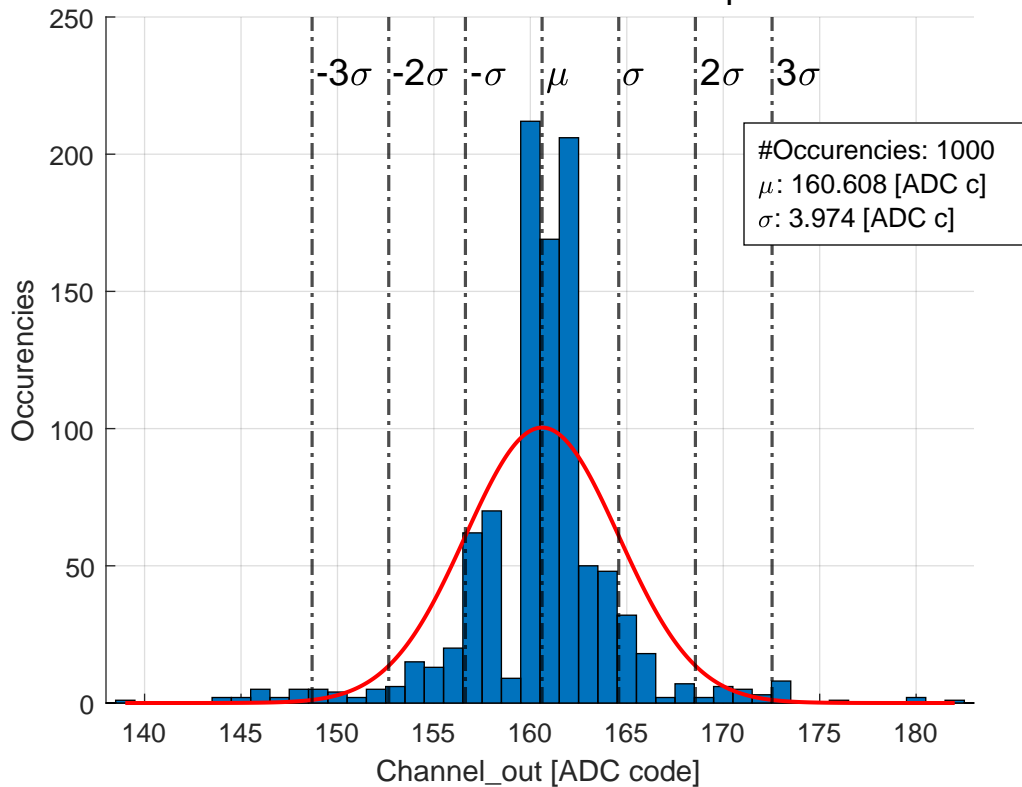 250
200
150
100
50
0
-3σ
-2σ
-σ
μ
σ
2σ
3σ
#Occurencies: 1000
μ: 160.608 [ADC c]
σ: 3.974 [ADC c]
Occurencies
140
145
150
155
160
165
170
175
180
Channel_out [ADC code]